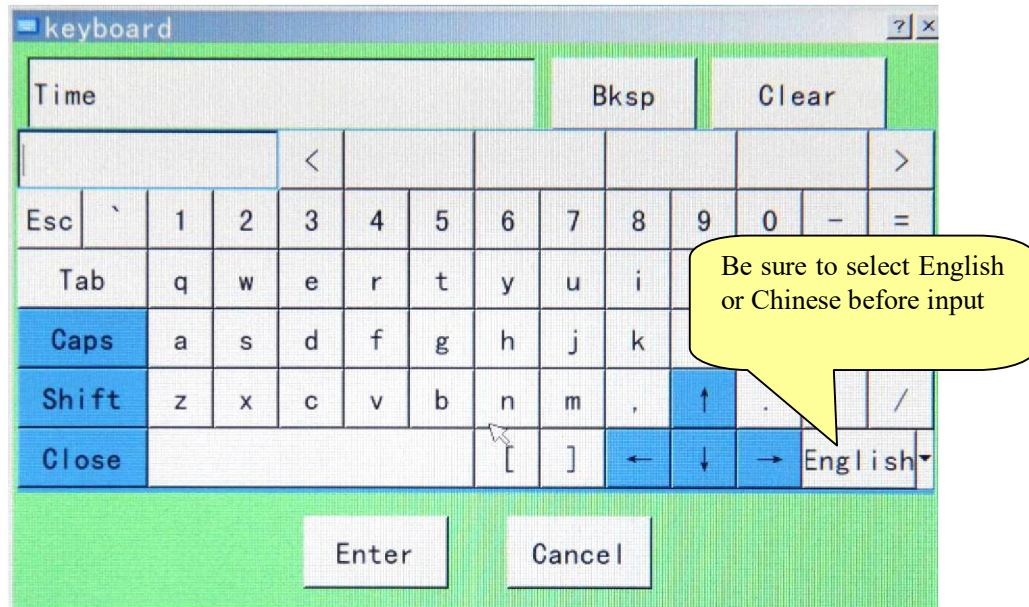 keyboard ? ×
Time Bksp Clear
< >
Esc ` 1 2 3 4 5 6 7 8 9 0 - =
Tab q w e r t y u i
Be sure to select English
or Chinese before input
Caps a s d f g h j k
Shift z x c v b n m , ↑ . /
Close [ ] ← ↓ → English
Enter Cancel